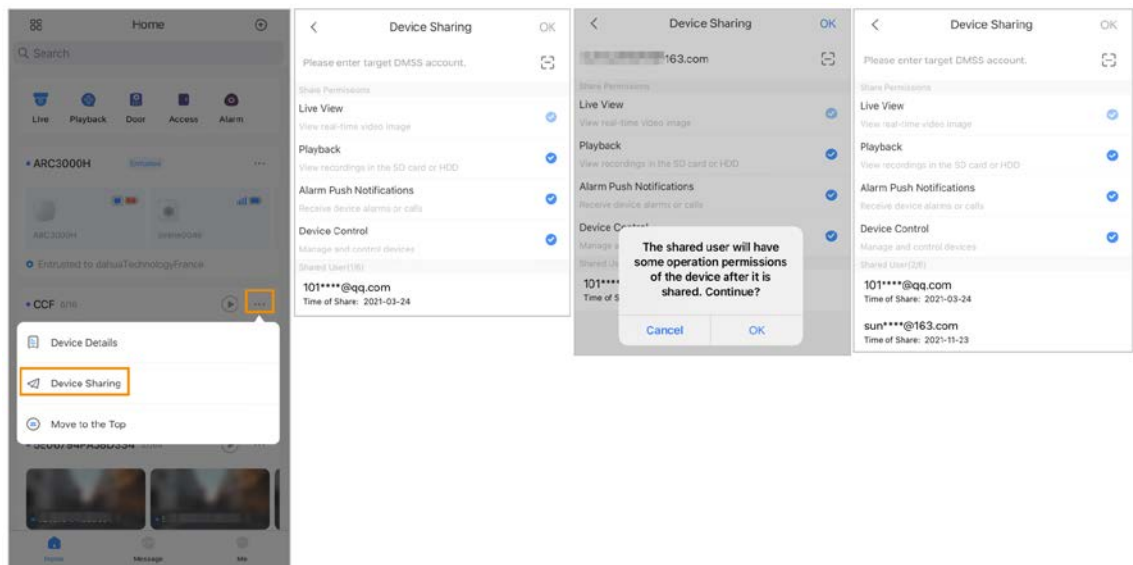 Home
Search
Live Playback Door Access Alarm
ARC3000H Entrusted
ARC3000H
Entrusted to dahuaTechnologyFrance
CCF 6/16
Device Details
Device Sharing
Move to the Top
Home Message Me
Device Sharing OK
Please enter target DMSS account.
Share Permissions
Live View
View real-time video image
Playback
View recordings in the SD card or HDD
Alarm Push Notifications
Receive device alarms or calls
Device Control
Manage and control devices
Shared User(1/6)
101****@qq.com
Time of Share: 2021-03-24
Device Sharing OK
163.com
Share Permissions
Live View
View real-time video image
Playback
View recordings in the SD card or HDD
Alarm Push Notifications
Receive device alarms or calls
Device Control
Manage a
Shared Us
101****
Time of S
The shared user will have
some operation permissions
of the device after it is
shared. Continue?
Cancel OK
Device Sharing OK
Please enter target DMSS account.
Share Permissions
Live View
View real-time video image
Playback
View recordings in the SD card or HDD
Alarm Push Notifications
Receive device alarms or calls
Device Control
Manage and control devices
Shared User(2/6)
101****@qq.com
Time of Share: 2021-03-24
sun****@163.com
Time of Share: 2021-11-23